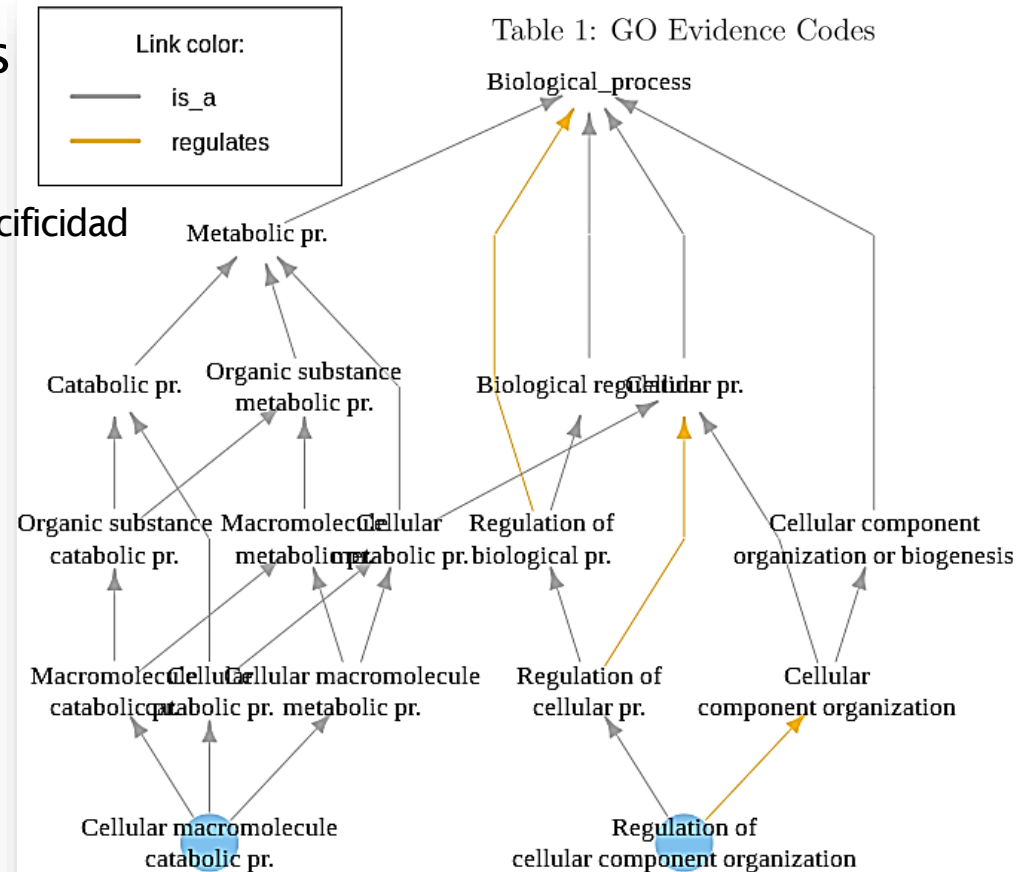 s
Link color:
is_a
regulates
cificidad
Table 1: GO Evidence Codes
Biological_process
Metabolic pr.
Catabolic pr.
Organic substance
metabolic pr.
Biological
Cellular pr.
Organic substance
catabolic pr.
Macromolecule
metabolic pr.
Cellular
metabolic pr.
Regulation of
biological pr.
Cellular component
organization or biogenesis
Macromolecule
catabolic pr.
Cellular
catabolic pr.
Cellular macromolecule
metabolic pr.
Regulation of
cellular pr.
Cellular
component organization
Cellular macromolecule
catabolic pr.
Regulation of
cellular component organization